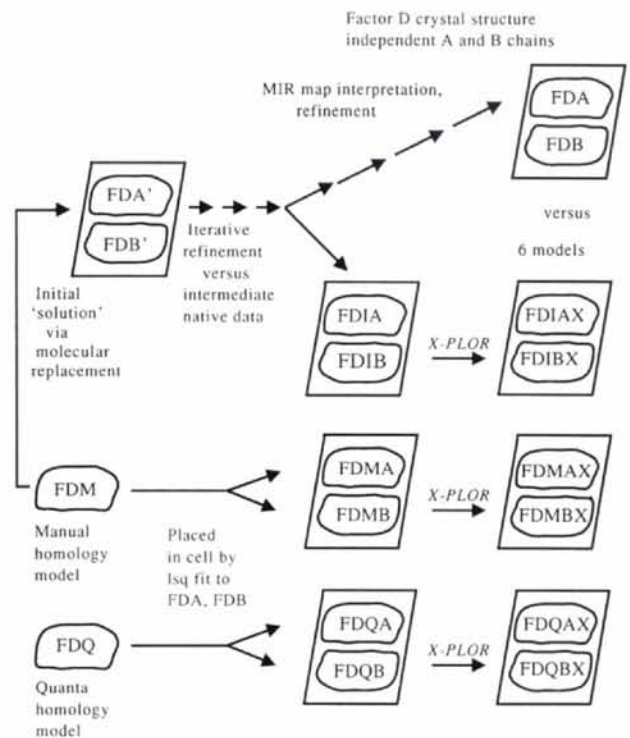 Factor D crystal structure
independent A and B chains
MIR map interpretation,
refinement
FDA
FDB
FDA'
FDB'
versus
6 models
Iterative
refinement
versus
intermediate
native data
Initial
'solution'
via
molecular
replacement
FDIA
FDIB
X-PLOR
FDIAX
FDIBX
FDM
Manual
homology
model
Placed
in cell by
lsq fit to
FDA, FDB
FDMA
FDMB
X-PLOR
FDMAX
FDMBX
FDQ
Quanta
homology
model
FDQA
FDQB
X-PLOR
FDQAX
FDQBX